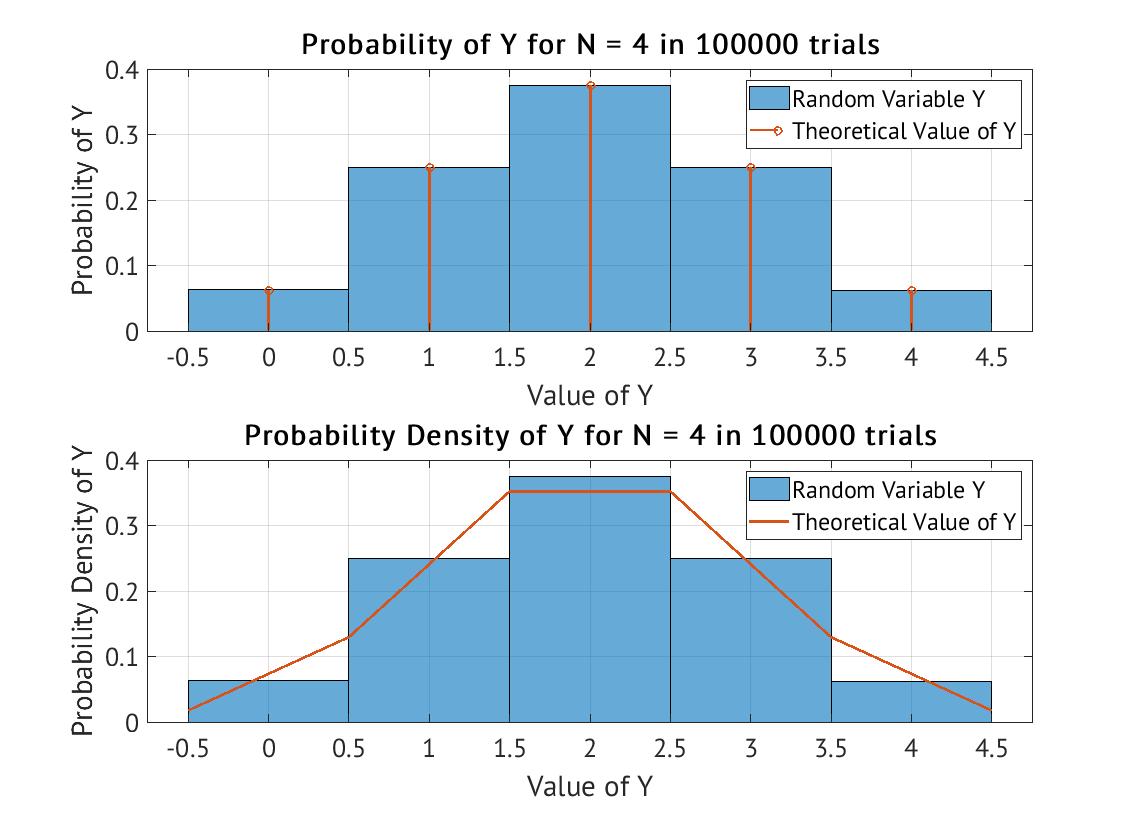 Probability of Y for N = 4 in 100000 trials
0.4
0.3
0.2
0.1
0
Probability of Y
Random Variable Y
Theoretical Value of Y
-0.5 0 0.5 1 1.5 2 2.5 3 3.5 4 4.5
Value of Y
Probability Density of Y for N = 4 in 100000 trials
0.4
0.3
0.2
0.1
0
Probability Density of Y
Random Variable Y
Theoretical Value of Y
-0.5 0 0.5 1 1.5 2 2.5 3 3.5 4 4.5
Value of Y